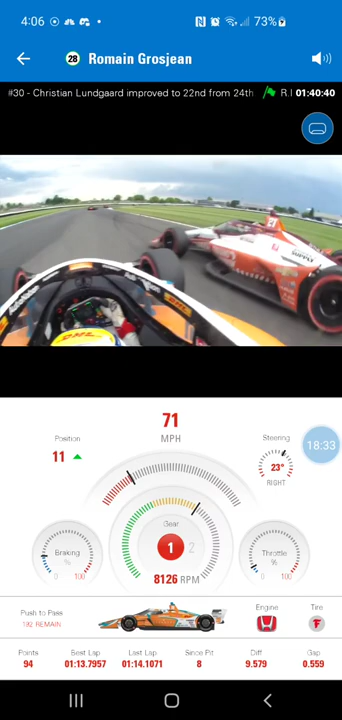 4:06
73%
28 Romain Grosjean
#30 - Christian Lundgaard improved to 22nd from 24th
R.I 01:40:40
21
DHL
DHL
71
MPH
Position
11
Steering
23°
RIGHT
18:33
Gear
1 2
8126 RPM
Braking
%
0 100
Throttle
%
0 100
Push to Pass
192 REMAIN
Engine
Tire
Points
94
Best Lap
01:13.7957
Last Lap
01:14.1071
Since Pit
8
Diff
9.579
Gap
0.559